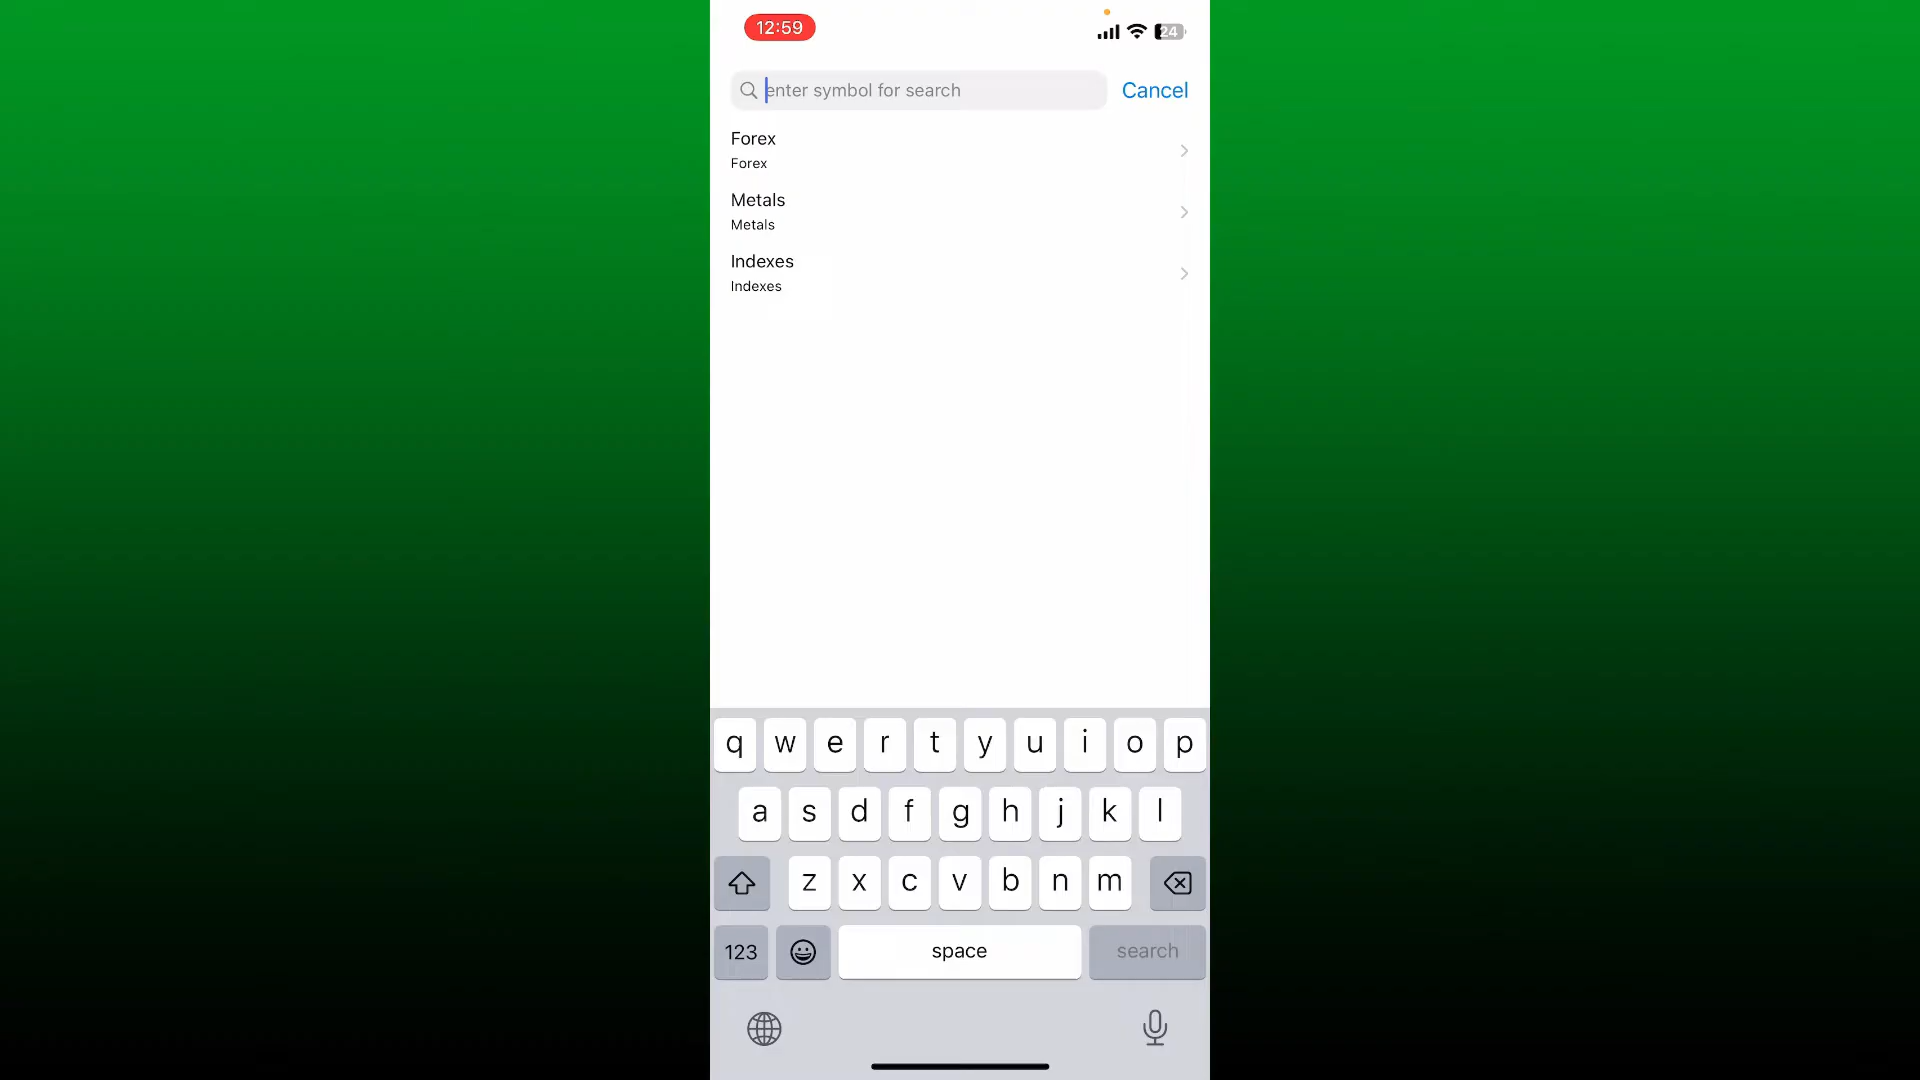 12:59
24
enter symbol for search
Cancel
Forex
Forex
Metals
Metals
Indexes
Indexes
q w e r t y u i o p
a s d f g h j k l
z x c v b n m
123
space
search